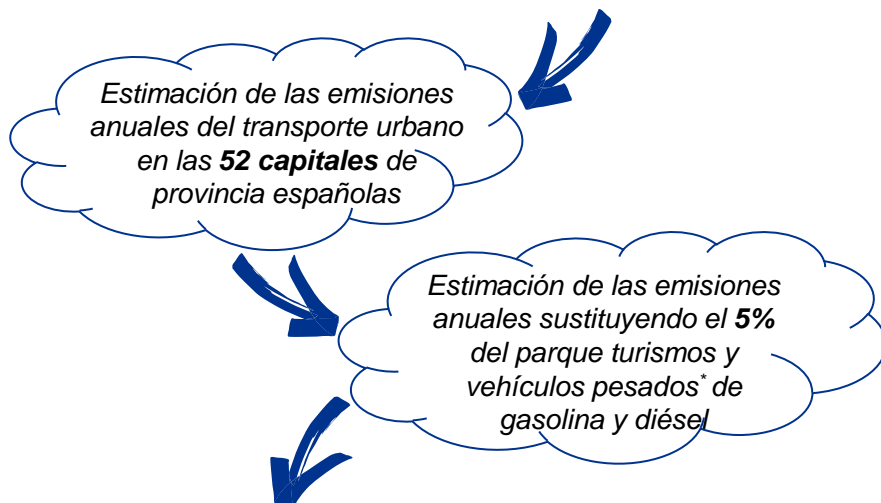 Estimación de las emisiones
anuales del transporte urbano
en las 52 capitales de
provincia españolas
Estimación de las emisiones
anuales sustituyendo el 5%
del parque turismos y
vehículos pesados* de
gasolina y diésel